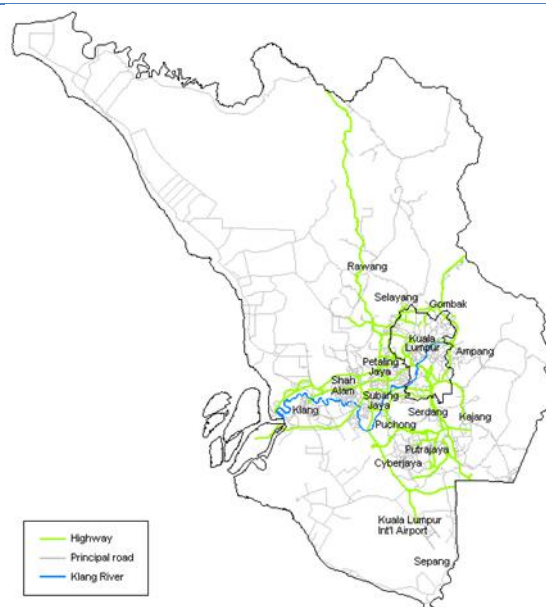 Rawang
Selayang
Gombak
Kuala
Lumpur
Ampang
Petaling
Jaya
Shah
Alam
Subang
Jaya
Klang
Serdang
Kajang
Puchong
Putrajaya
Cyberjaya
Kuala Lumpur
Int'l Airport
Sepang
Highway
Principal road
Klang River